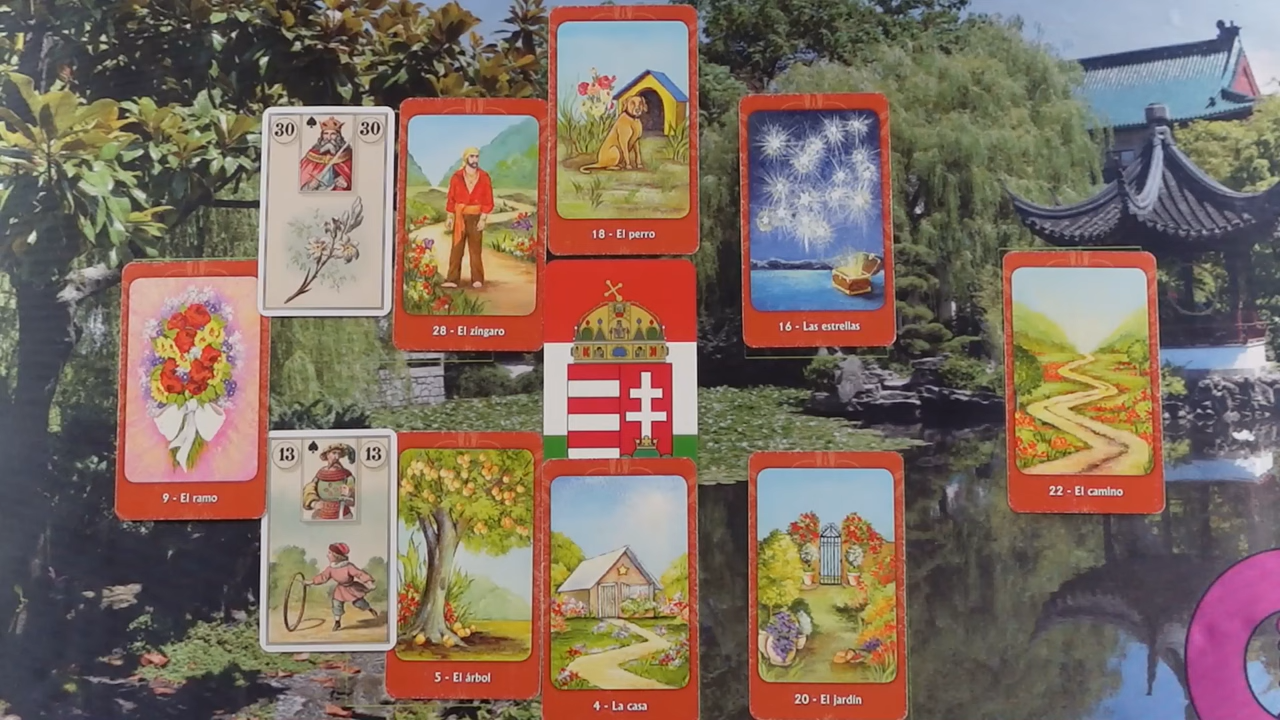 18 - El perro
30 30
28 - El zíngaro
16 - Las estrellas
9 - El ramo
22 - El camino
13 13
5 - El árbol
4 - La casa
20 - El jardín